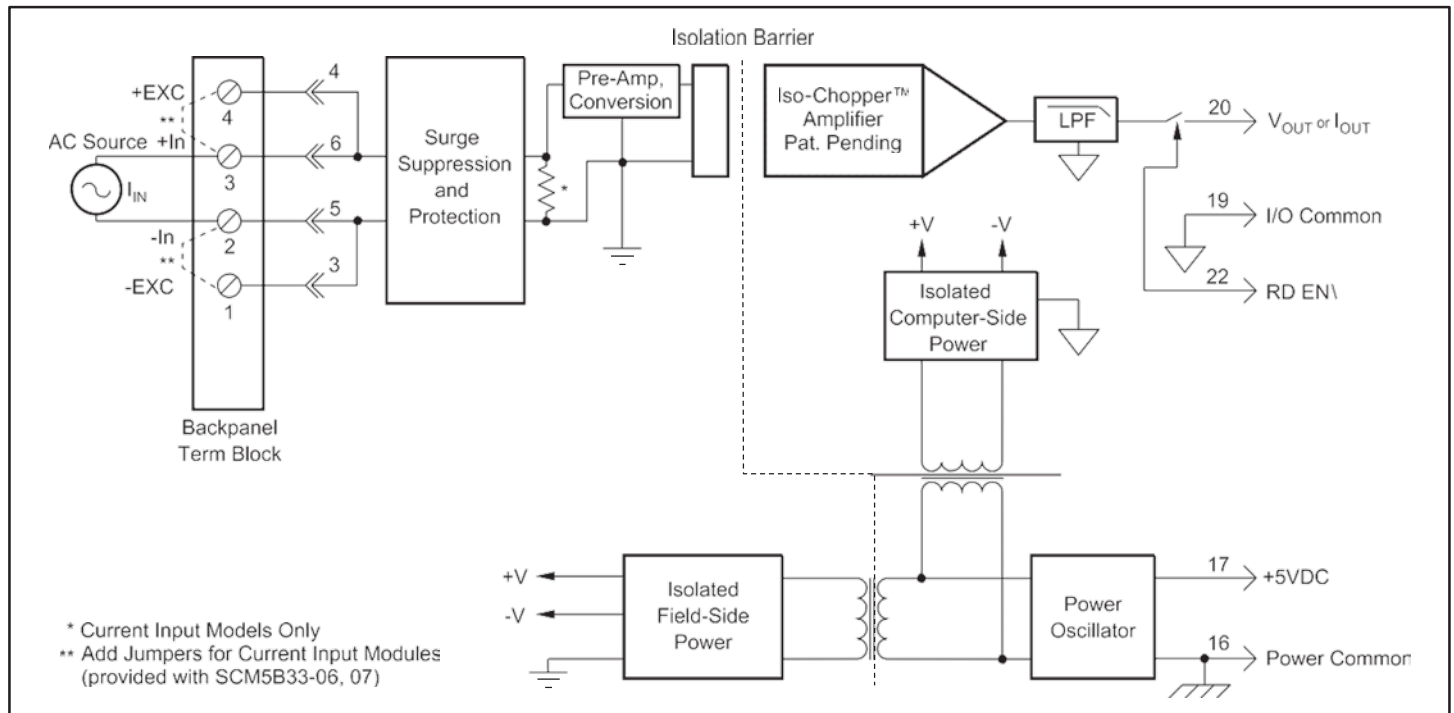 Isolation Barrier
+EXC
4
4
**
AC Source
+In
3
6
I_IN
-In
2
5
**
-EXC
1
3
Backpanel
Term Block
Surge
Suppression
and
Protection
*
Pre-Amp,
Conversion
Iso-Chopper™
Amplifier
Pat. Pending
LPF
20
V_OUT or I_OUT
19
I/O Common
22
RD EN\
+V
-V
Isolated
Computer-Side
Power
+V
-V
Isolated
Field-Side
Power
Power
Oscillator
17
+5VDC
16
Power Common
* Current Input Models Only
** Add Jumpers for Current Input Modules
(provided with SCM5B33-06, 07)